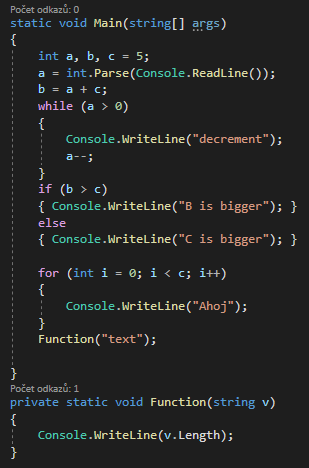 Počet odkazů: 0
static void Main(string[] args)
{
    int a, b, c = 5;
    a = int.Parse(Console.ReadLine());
    b = a + c;
    while (a > 0)
    {
        Console.WriteLine("decrement");
        a--;
    }
    if (b > c)
    { Console.WriteLine("B is bigger"); }
    else
    { Console.WriteLine("C is bigger"); }

    for (int i = 0; i < c; i++)
    {
        Console.WriteLine("Ahoj");
    }
    Function("text");

}
Počet odkazů: 1
private static void Function(string v)
{
    Console.WriteLine(v.Length);
}